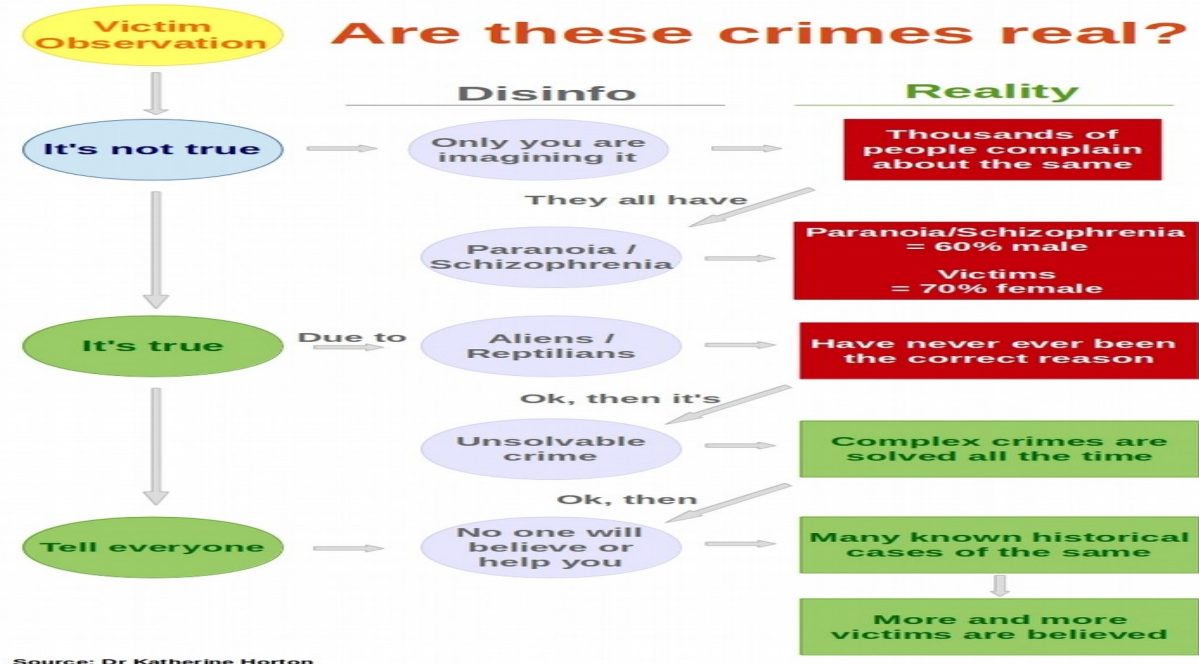 Victim
Observation
Are these crimes real?
Disinfo
Reality
It's not true
Only you are
imagining it
Thousands of
people complain
about the same
They all have
Paranoia /
Schizophrenia
Paranoia/Schizophrenia
= 60% male
Victims
= 70% female
It's true
Due to
Aliens /
Reptilians
Have never ever been
the correct reason
Ok, then it's
Unsolvable
crime
Complex crimes are
solved all the time
Ok, then
Tell everyone
No one will
believe or
help you
Many known historical
cases of the same
More and more
victims are believed
Source: Dr Katherine Horton